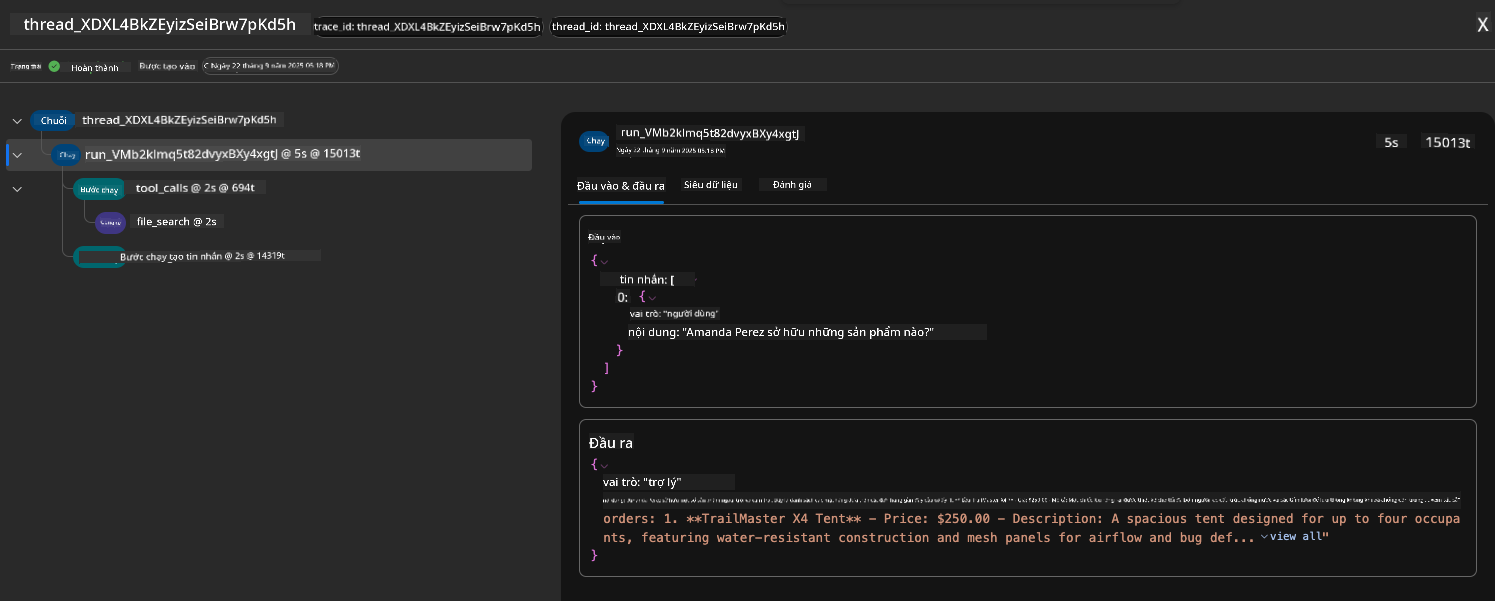 thread_XDXL4BkZEyizSeiBrw7pKd5h trace_id: thread_XDXL4BkZEyizSeiBrw7pKd5h thread_id: thread_XDXL4BkZEyizSeiBrw7pKd5h X
Trạng thái Hoàn thành Được tạo vào Ngày 22 tháng 9 năm 2025 05:18 PM
Chuỗi thread_XDXL4BkZEyizSeiBrw7pKd5h
Chạy run_VMb2klmq5t82dvyxBXy4xgtJ @ 5s @ 15013t
Bước chạy tool_calls @ 2s @ 694t
file_search @ 2s
Bước chạy tạo tin nhắn @ 2s @ 14319t
Chạy run_VMb2klmq5t82dvyxBXy4xgtJ 5s 15013t
Ngày 22 tháng 9 năm 2025 05:18 PM
Đầu vào & đầu ra Siêu dữ liệu Đánh giá
Đầu vào
{
tin nhắn: [
0: {
vai trò: "người dùng"
nội dung: "Amanda Perez sở hữu những sản phẩm nào?"
}
]
}
Đầu ra
{
vai trò: "trợ lý"
orders: 1. **TrailMaster X4 Tent** – Price: $250.00 – Description: A spacious tent designed for up to four occupa
nts, featuring water-resistant construction and mesh panels for airflow and bug def... view all"
}